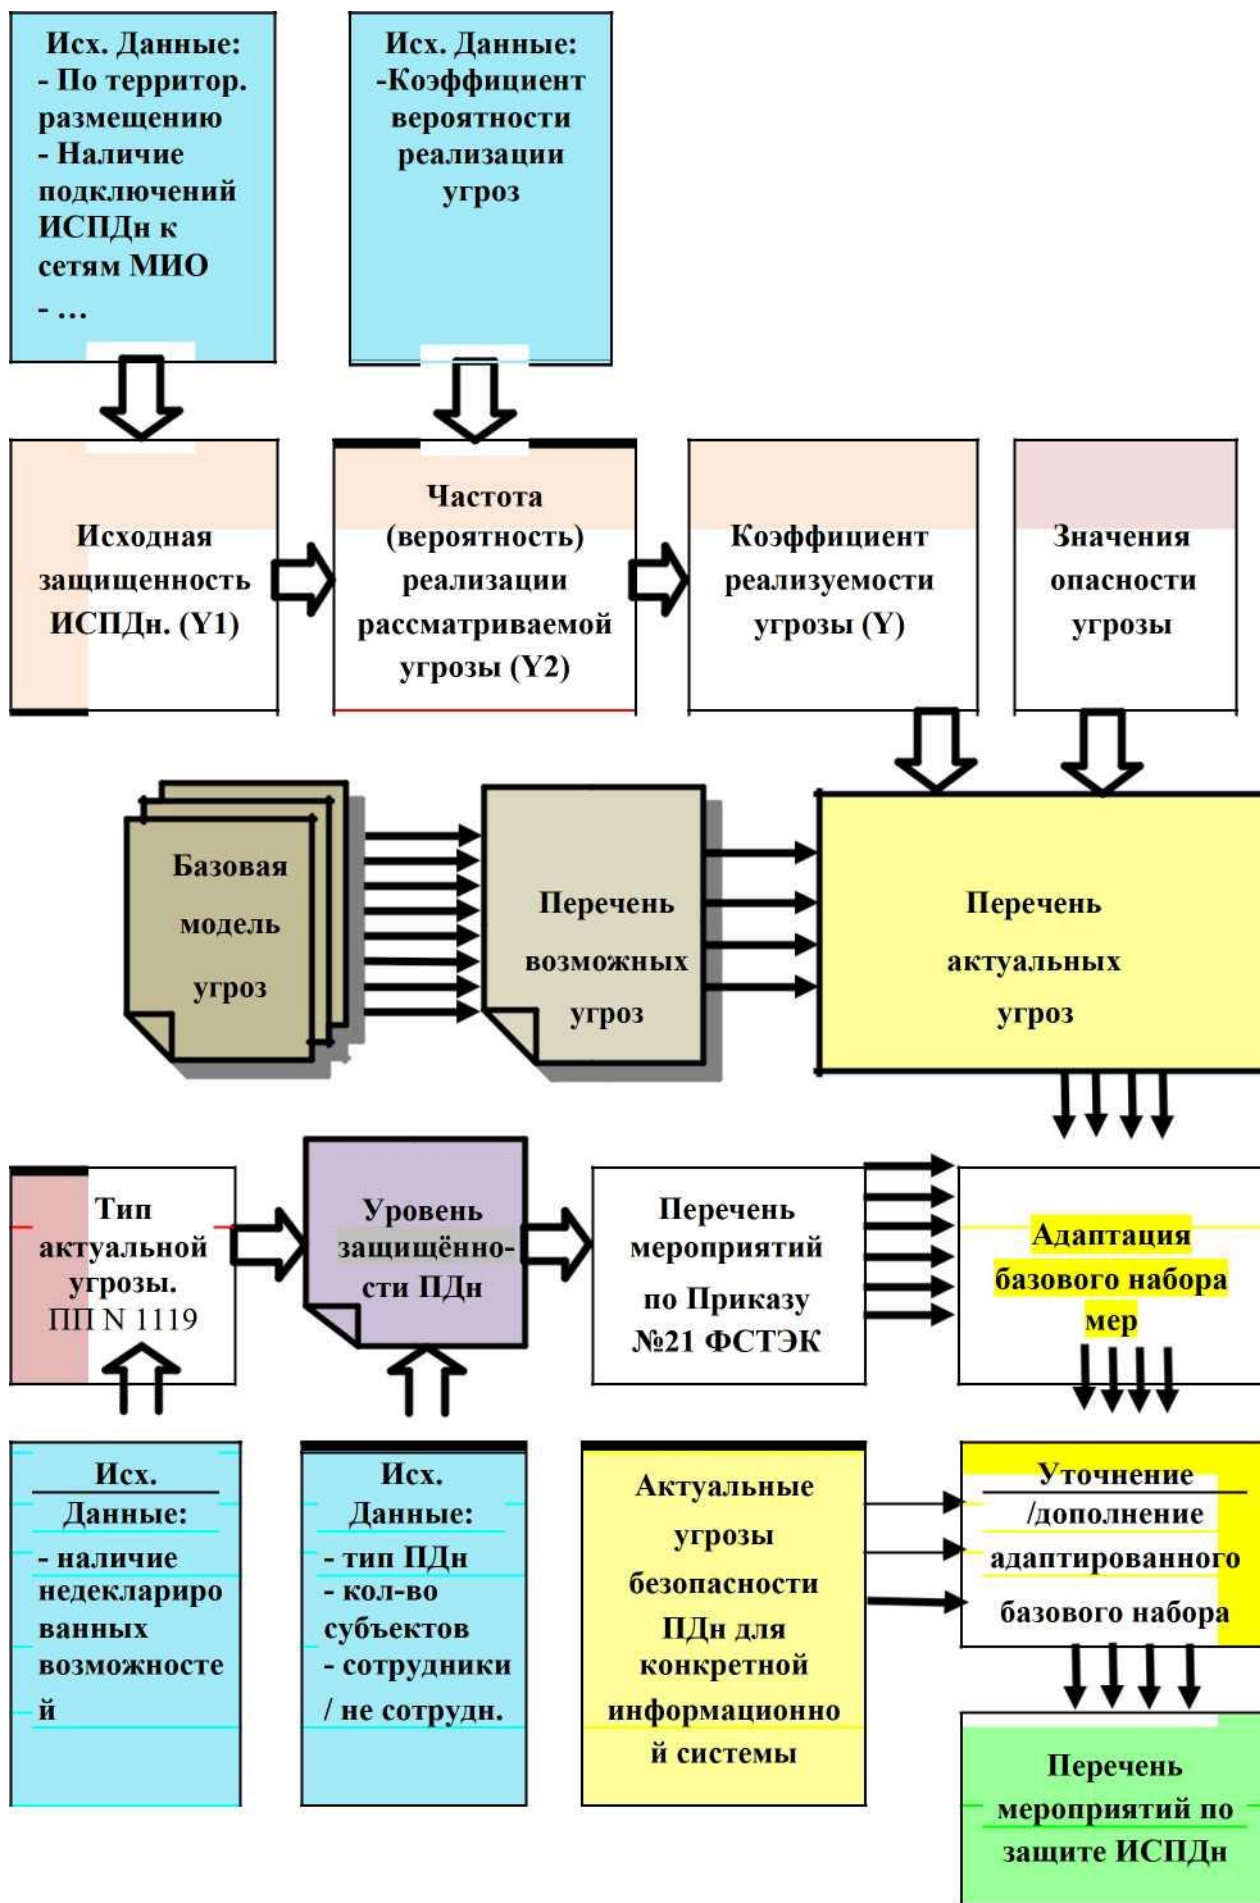 Исх. Данные:
- По территор.
размещению
- Наличие
подключений
ИСПДн к
сетям МИО
- ...
Исх. Данные:
-Коэффициент
вероятности
реализации
угроз
Исходная
защищенность
ИСПДн. (Y1)
Частота
(вероятность)
реализации
рассматриваемой
угрозы (Y2)
Коэффициент
реализуемости
угрозы (Y)
Значения
опасности
угрозы
Базовая
модель
угроз
Перечень
возможных
угроз
Перечень
актуальных
угроз
Тип
актуальной
угрозы.
ПП N 1119
Уровень
защищённо-
сти ПДн
Перечень
мероприятий
по Приказу
№21 ФСТЭК
Адаптация
базового набора
мер
Исх.
Данные:
- наличие
недеклариро
ванных
возможносте
й
Исх.
Данные:
- тип ПДн
- кол-во
субъектов
- сотрудники
/ не сотрудн.
Актуальные
угрозы
безопасности
ПДн для
конкретной
информационно
й системы
Уточнение
/дополнение
адаптированного
базового набора
Перечень
мероприятий по
защите ИСПДн